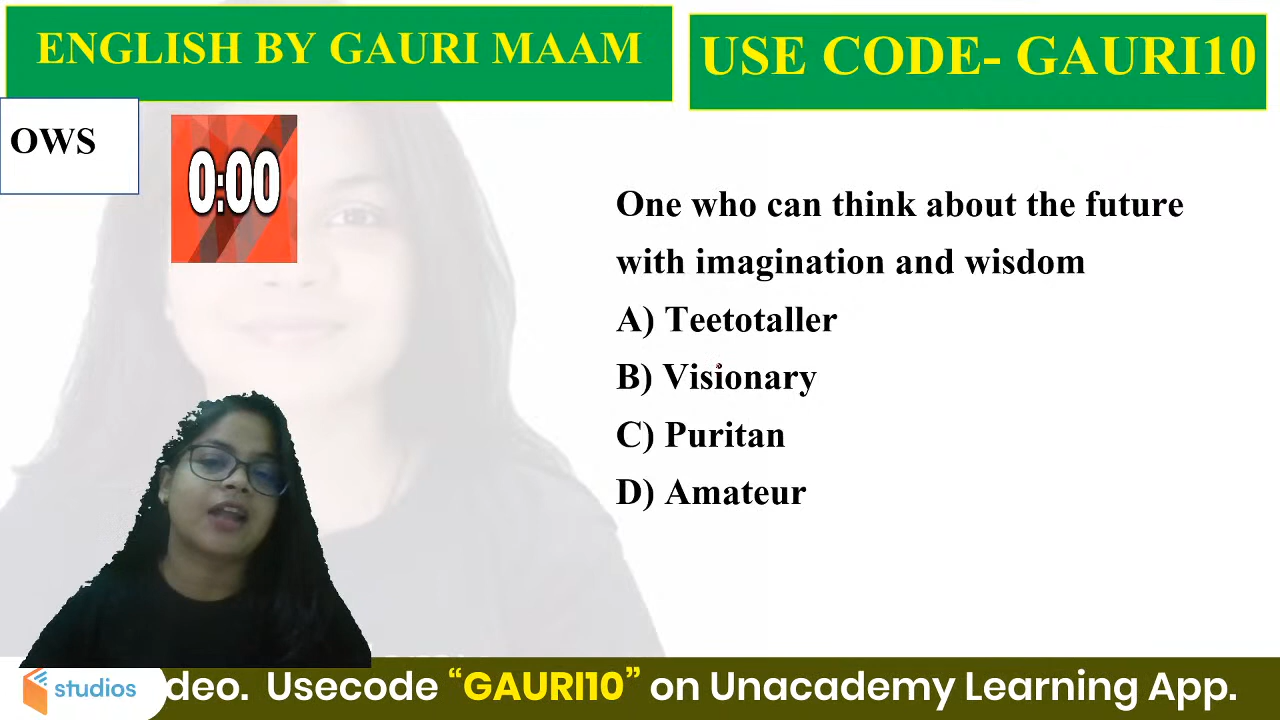 ENGLISH BY GAURI MAAM
USE CODE- GAURI10
OWS
0:00
One who can think about the future
with imagination and wisdom
A) Teetotaller
B) Visionary
C) Puritan
D) Amateur
studios
deo. Usecode “GAURI10” on Unacademy Learning App.